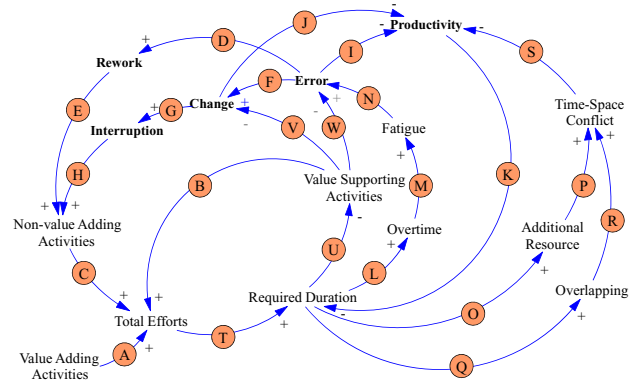 J
-
-
Productivity
-
+
D
I
S
Rework
F
Error
+
N
+
-
E
G
+
Change
+
-
W
V
Time-Space
Conflict
Interruption
Fatigue
+
+
H
+
B
Value Supporting
Activities
M
K
P
R
+
+
-
Non-value Adding
Activities
U
Overtime
+
Additional
Resource
+
C
L
Required Duration
+
-
Overlapping
+
+
+
Total Efforts
T
+
O
Value Adding
Activities
A
+
Q